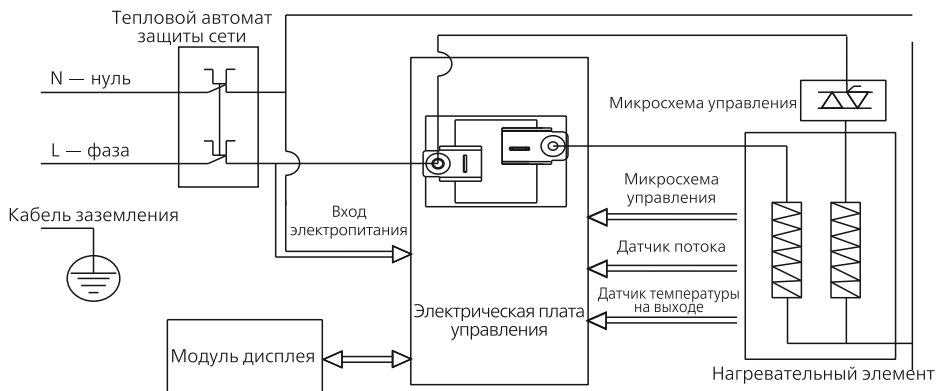 Тепловой автомат
защиты сети
N — нуль
L — фаза
Кабель заземления
Вход
электропитания
Модуль дисплея
Электрическая плата
управления
Микросхема управления
Микросхема
управления
Датчик потока
Датчик температуры
на выходе
Нагревательный элемент